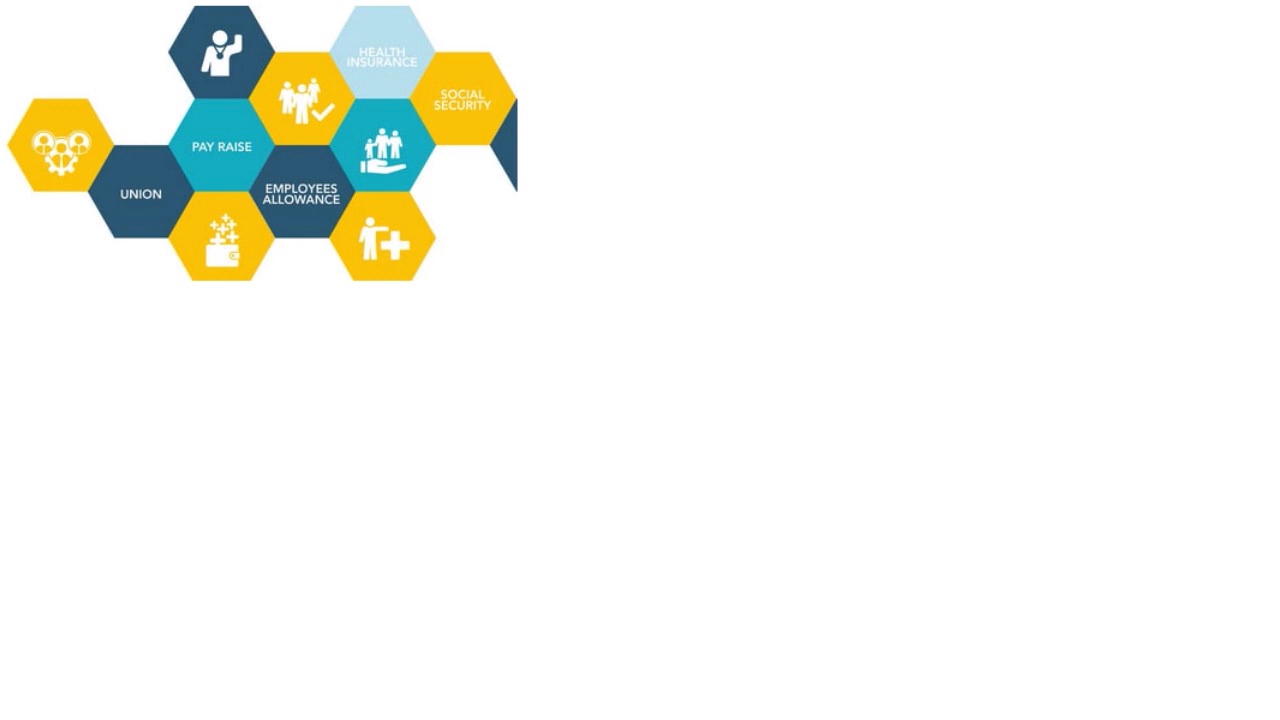 HEALTH
INSURANCE
SOCIAL
SECURITY
PAY RAISE
UNION
EMPLOYEES
ALLOWANCE